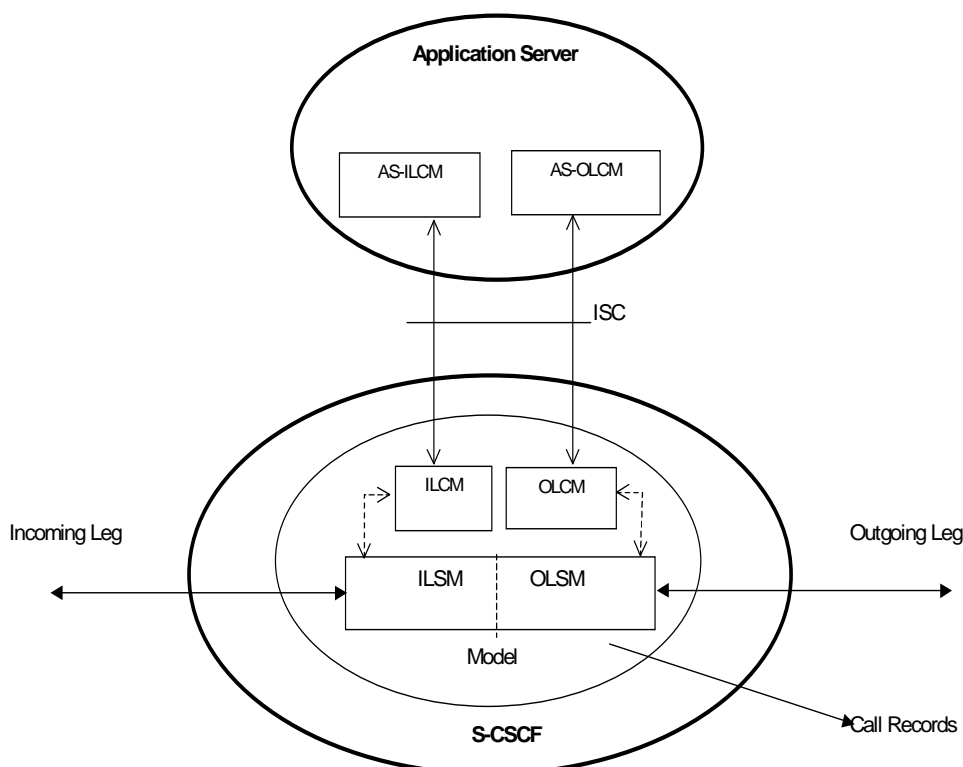 Application Server
AS-ILCM
AS-OLCM
ISC
ILCM
OLCM
Incoming Leg
Outgoing Leg
ILSM
OLSM
Model
Call Records
S-CSCF